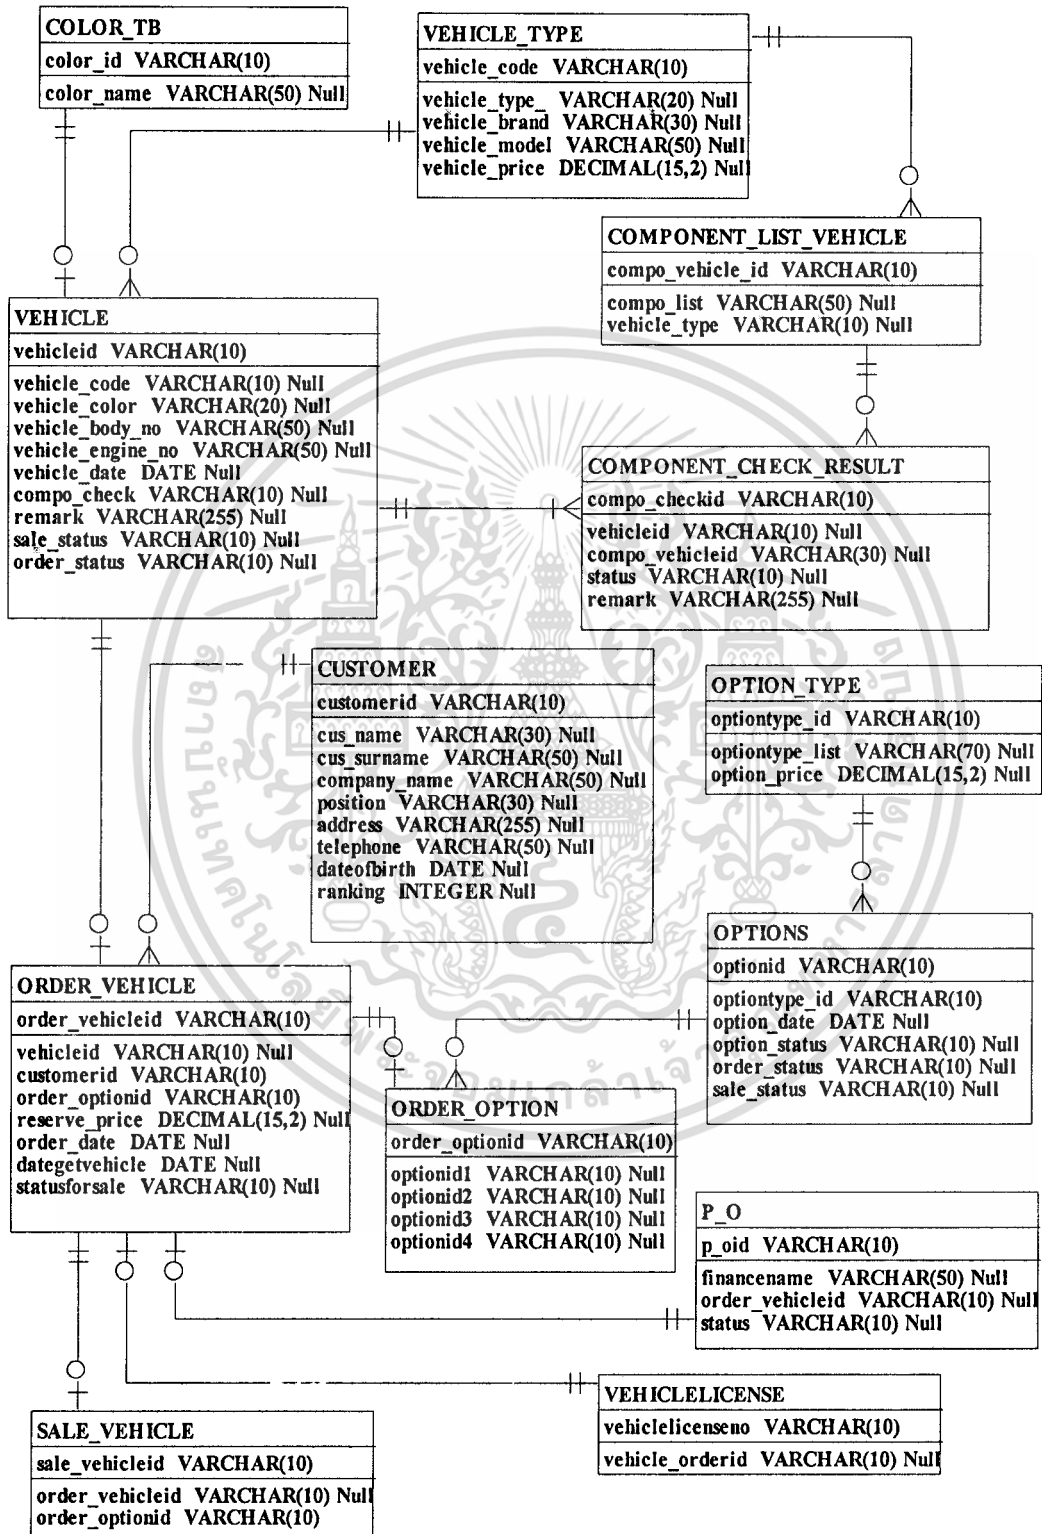 COLOR_TB
color_id VARCHAR(10)
color_name VARCHAR(50) Null
VEHICLE_TYPE
vehicle_code VARCHAR(10)
vehicle_type_ VARCHAR(20) Null
vehicle_brand VARCHAR(30) Null
vehicle_model VARCHAR(50) Null
vehicle_price DECIMAL(15,2) Null
COMPONENT_LIST_VEHICLE
compo_vehicle_id VARCHAR(10)
compo_list VARCHAR(50) Null
vehicle_type VARCHAR(10) Null
VEHICLE
vehicleid VARCHAR(10)
vehicle_code VARCHAR(10) Null
vehicle_color VARCHAR(20) Null
vehicle_body_no VARCHAR(50) Null
vehicle_engine_no VARCHAR(50) Null
vehicle_date DATE Null
compo_check VARCHAR(10) Null
remark VARCHAR(255) Null
sale_status VARCHAR(10) Null
order_status VARCHAR(10) Null
COMPONENT_CHECK_RESULT
compo_checkid VARCHAR(10)
vehicleid VARCHAR(10) Null
compo_vehicleid VARCHAR(30) Null
status VARCHAR(10) Null
remark VARCHAR(255) Null
CUSTOMER
customerid VARCHAR(10)
cus_name VARCHAR(30) Null
cus_surname VARCHAR(50) Null
company_name VARCHAR(50) Null
position VARCHAR(30) Null
address VARCHAR(255) Null
telephone VARCHAR(50) Null
dateofbirth DATE Null
ranking INTEGER Null
OPTION_TYPE
optiontype_id VARCHAR(10)
optiontype_list VARCHAR(70) Null
option_price DECIMAL(15,2) Null
OPTIONS
optionid VARCHAR(10)
optiontype_id VARCHAR(10)
option_date DATE Null
option_status VARCHAR(10) Null
order_status VARCHAR(10) Null
sale_status VARCHAR(10) Null
ORDER_VEHICLE
order_vehicleid VARCHAR(10)
vehicleid VARCHAR(10) Null
customerid VARCHAR(10)
order_optionid VARCHAR(10)
reserve_price DECIMAL(15,2) Null
order_date DATE Null
dategetvehicle DATE Null
statusforsale VARCHAR(10) Null
ORDER_OPTION
order_optionid VARCHAR(10)
optionid1 VARCHAR(10) Null
optionid2 VARCHAR(10) Null
optionid3 VARCHAR(10) Null
optionid4 VARCHAR(10) Null
P_O
p_oid VARCHAR(10)
financename VARCHAR(50) Null
order_vehicleid VARCHAR(10) Null
status VARCHAR(10) Null
VEHICLELICENSE
vehiclelicenseno VARCHAR(10)
vehicle_orderid VARCHAR(10) Null
SALE_VEHICLE
sale_vehicleid VARCHAR(10)
order_vehicleid VARCHAR(10) Null
order_optionid VARCHAR(10)